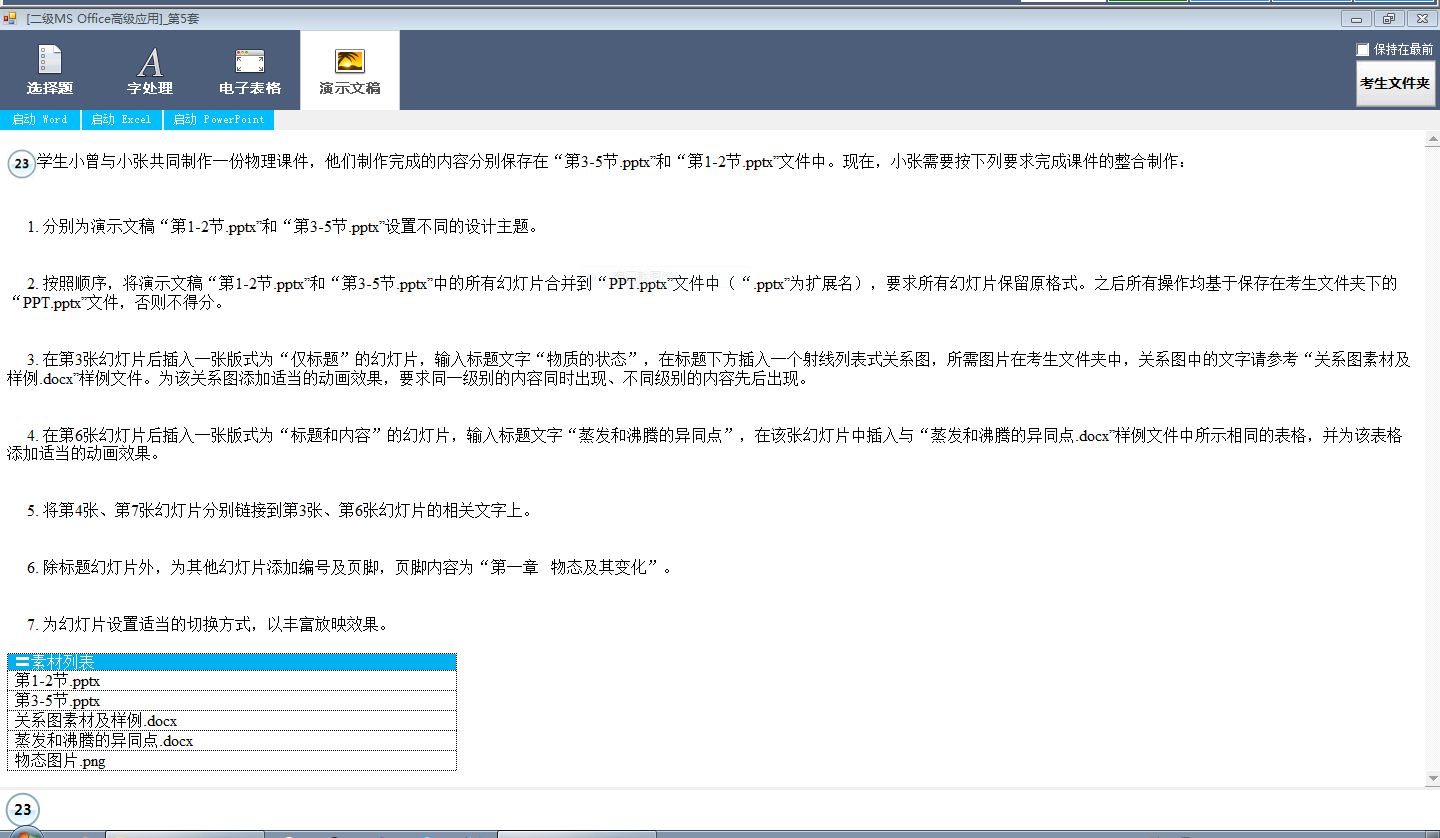 [二级MS Office高级应用]_第5套
选择题
字处理
电子表格
演示文稿
保持在最前
考生文件夹
启动 Word
启动 Excel
启动 PowerPoint
23
学生小曾与小张共同制作一份物理课件，他们制作完成的内容分别保存在“第3-5节.pptx”和“第1-2节.pptx”文件中。现在，小张需要按下列要求完成课件的整合制作：
1. 分别为演示文稿“第1-2节.pptx”和“第3-5节.pptx”设置不同的设计主题。
2. 按照顺序，将演示文稿“第1-2节.pptx”和“第3-5节.pptx”中的所有幻灯片合并到“PPT.pptx”文件中（“.pptx”为扩展名），要求所有幻灯片保留原格式。之后所有操作均基于保存在考生文件夹下的
“PPT.pptx”文件，否则不得分。
3. 在第3张幻灯片后插入一张版式为“仅标题”的幻灯片，输入标题文字“物质的状态”，在标题下方插入一个射线列表式关系图，所需图片在考生文件夹中，关系图中的文字请参考“关系图素材及
样例.docx”样例文件。为该关系图添加适当的动画效果，要求同一级别的内容同时出现、不同级别的内容先后出现。
4. 在第6张幻灯片后插入一张版式为“标题和内容”的幻灯片，输入标题文字“蒸发和沸腾的异同点”，在该张幻灯片中插入与“蒸发和沸腾的异同点.docx”样例文件中所示相同的表格，并为该表格
添加适当的动画效果。
5. 将第4张、第7张幻灯片分别链接到第3张、第6张幻灯片的相关文字上。
6. 除标题幻灯片外，为其他幻灯片添加编号及页脚，页脚内容为“第一章 物态及其变化”。
7. 为幻灯片设置适当的切换方式，以丰富放映效果。
素材列表
第1-2节.pptx
第3-5节.pptx
关系图素材及样例.docx
蒸发和沸腾的异同点.docx
物态图片.png
23